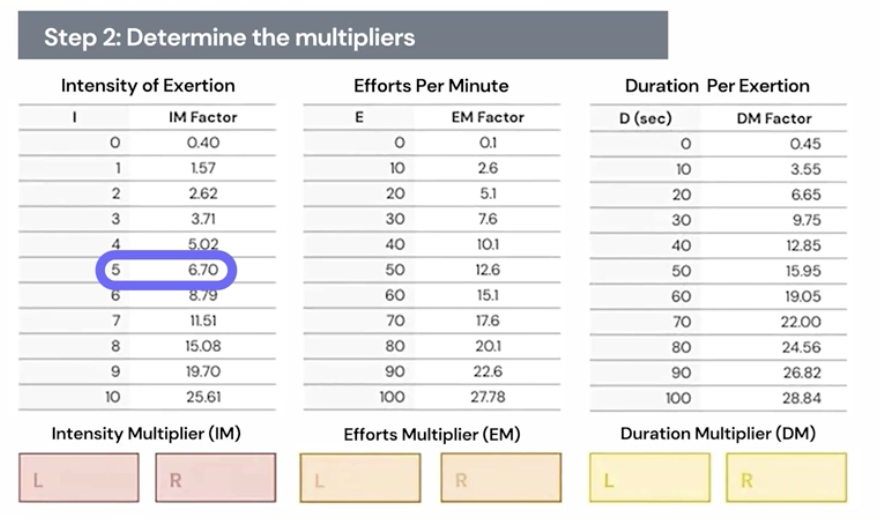 Step 2: Determine the multipliers
Intensity of Exertion
I IM Factor
0 0.40
1 1.57
2 2.62
3 3.71
4 5.02
5 6.70
6 8.79
7 11.51
8 15.08
9 19.70
10 25.61
Intensity Multiplier (IM)
L R
Efforts Per Minute
E EM Factor
0 0.1
10 2.6
20 5.1
30 7.6
40 10.1
50 12.6
60 15.1
70 17.6
80 20.1
90 22.6
100 27.78
Efforts Multiplier (EM)
L R
Duration Per Exertion
D (sec) DM Factor
0 0.45
10 3.55
20 6.65
30 9.75
40 12.85
50 15.95
60 19.05
70 22.00
80 24.56
90 26.82
100 28.84
Duration Multiplier (DM)
L R